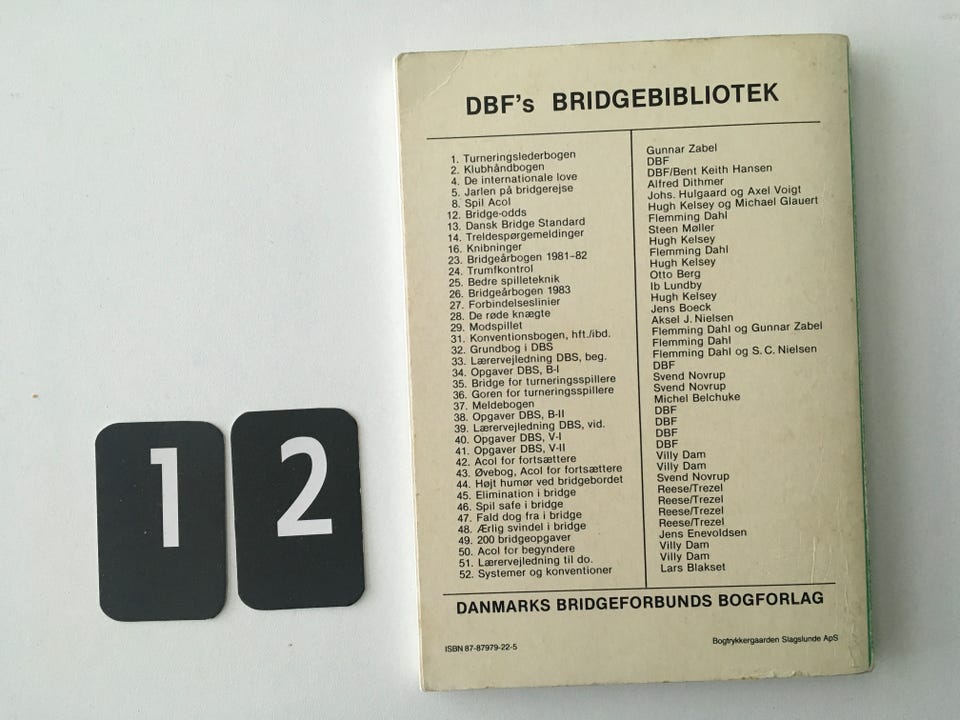 DBF's BRIDGEBIBLIOTEK
1. Turneringslederbogen Gunnar Zabel
2. Klubhåndbogen DBF
4. De internationale love DBF/Bent Keith Hansen
5. Jarlen på bridgerejse Alfred Dithmer
8. Spil Acol Johs. Hulgaard og Axel Voigt
12. Bridge-odds Hugh Kelsey og Michael Glauert
13. Dansk Bridge Standard Flemming Dahl
14. Treldespørgemeldinger Steen Møller
16. Knibninger Hugh Kelsey
23. Bridgeårbogen 1981-82 Flemming Dahl
24. Trumfkontrol Hugh Kelsey
25. Bedre spilleteknik Otto Berg
26. Bridgeårbogen 1983 Ib Lundby
27. Forbindelseslinier Hugh Kelsey
28. De røde knægte Jens Boeck
29. Modspillet Aksel J. Nielsen
31. Konventionsbogen, hft./ibd. Flemming Dahl og Gunnar Zabel
32. Grundbog i DBS Flemming Dahl
33. Lærervejledning DBS, beg. Flemming Dahl og S.C. Nielsen
34. Opgaver DBS, B-I DBF
35. Bridge for turneringsspillere Svend Novrup
36. Goren for turneringsspillere Svend Novrup
37. Meldebogen Michel Belchuke
38. Opgaver DBS, B-II DBF
39. Lærervejledning DBS, vid. DBF
40. Opgaver DBS, V-I DBF
41. Opgaver DBS, V-II DBF
42. Acol for fortsættere Villy Dam
43. Øvebog, Acol for fortsættere Villy Dam
44. Højt humør ved bridgebordet Svend Novrup
45. Elimination i bridge Reese/Trezel
46. Spil safe i bridge Reese/Trezel
47. Fald dog fra i bridge Reese/Trezel
48. Ærlig svindel i bridge Reese/Trezel
49. 200 bridgeopgaver Jens Enevoldsen
50. Acol for begyndere Villy Dam
51. Lærervejledning til do. Villy Dam
52. Systemer og konventioner Lars Blakset
DANMARKS BRIDGEFORBUNDS BOGFORLAG
ISBN 87-87979-22-5 Bogtrykkergaarden Slagslunde ApS
1 2